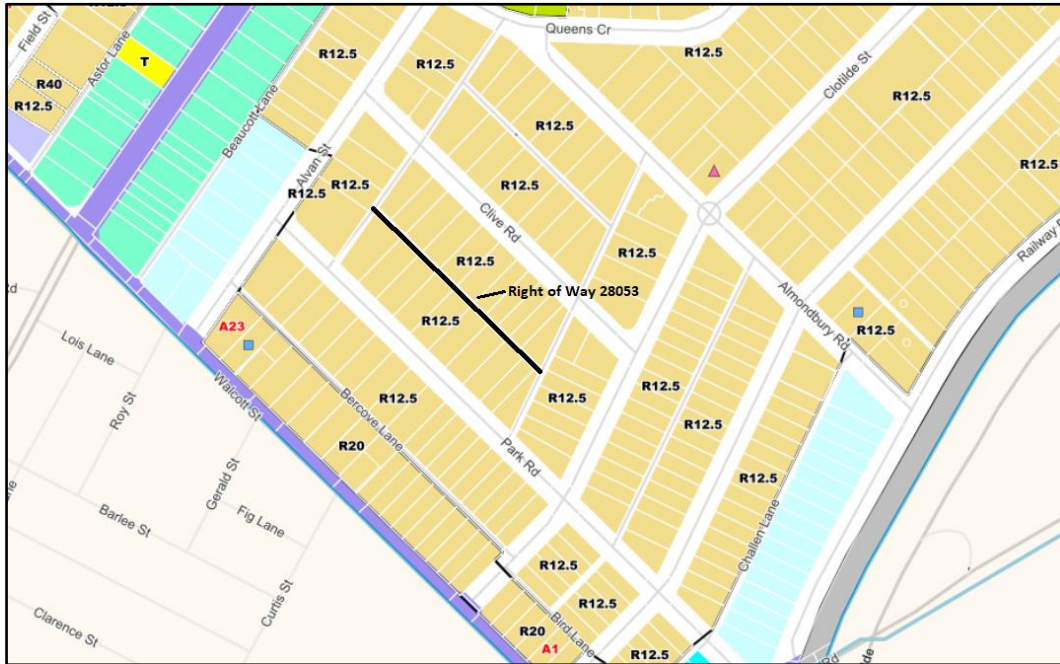 Field St
R12.5
Astor Lane
T
R40
R12.5
Beaucott Lane
R12.5
R12.5
Queens Cr
R12.5
Clotilde St
R12.5
R12.5
R12.5
Alvan St
R12.5
R12.5
R12.5
Clive Rd
R12.5
Railway
R12.5
Right of Way 28053
R12.5
Almondbury Rd
R12.5
A23
Lois Lane
Roy St
Walcott St
Bercove Lane
R12.5
R12.5
R12.5
R12.5
R20
Park Rd
Gerald St
Fig Lane
Barlee St
R12.5
Challen Lane
Curtis St
R12.5
R12.5
Clarence St
R20
Bird Lane
A1
R12.5
Rd